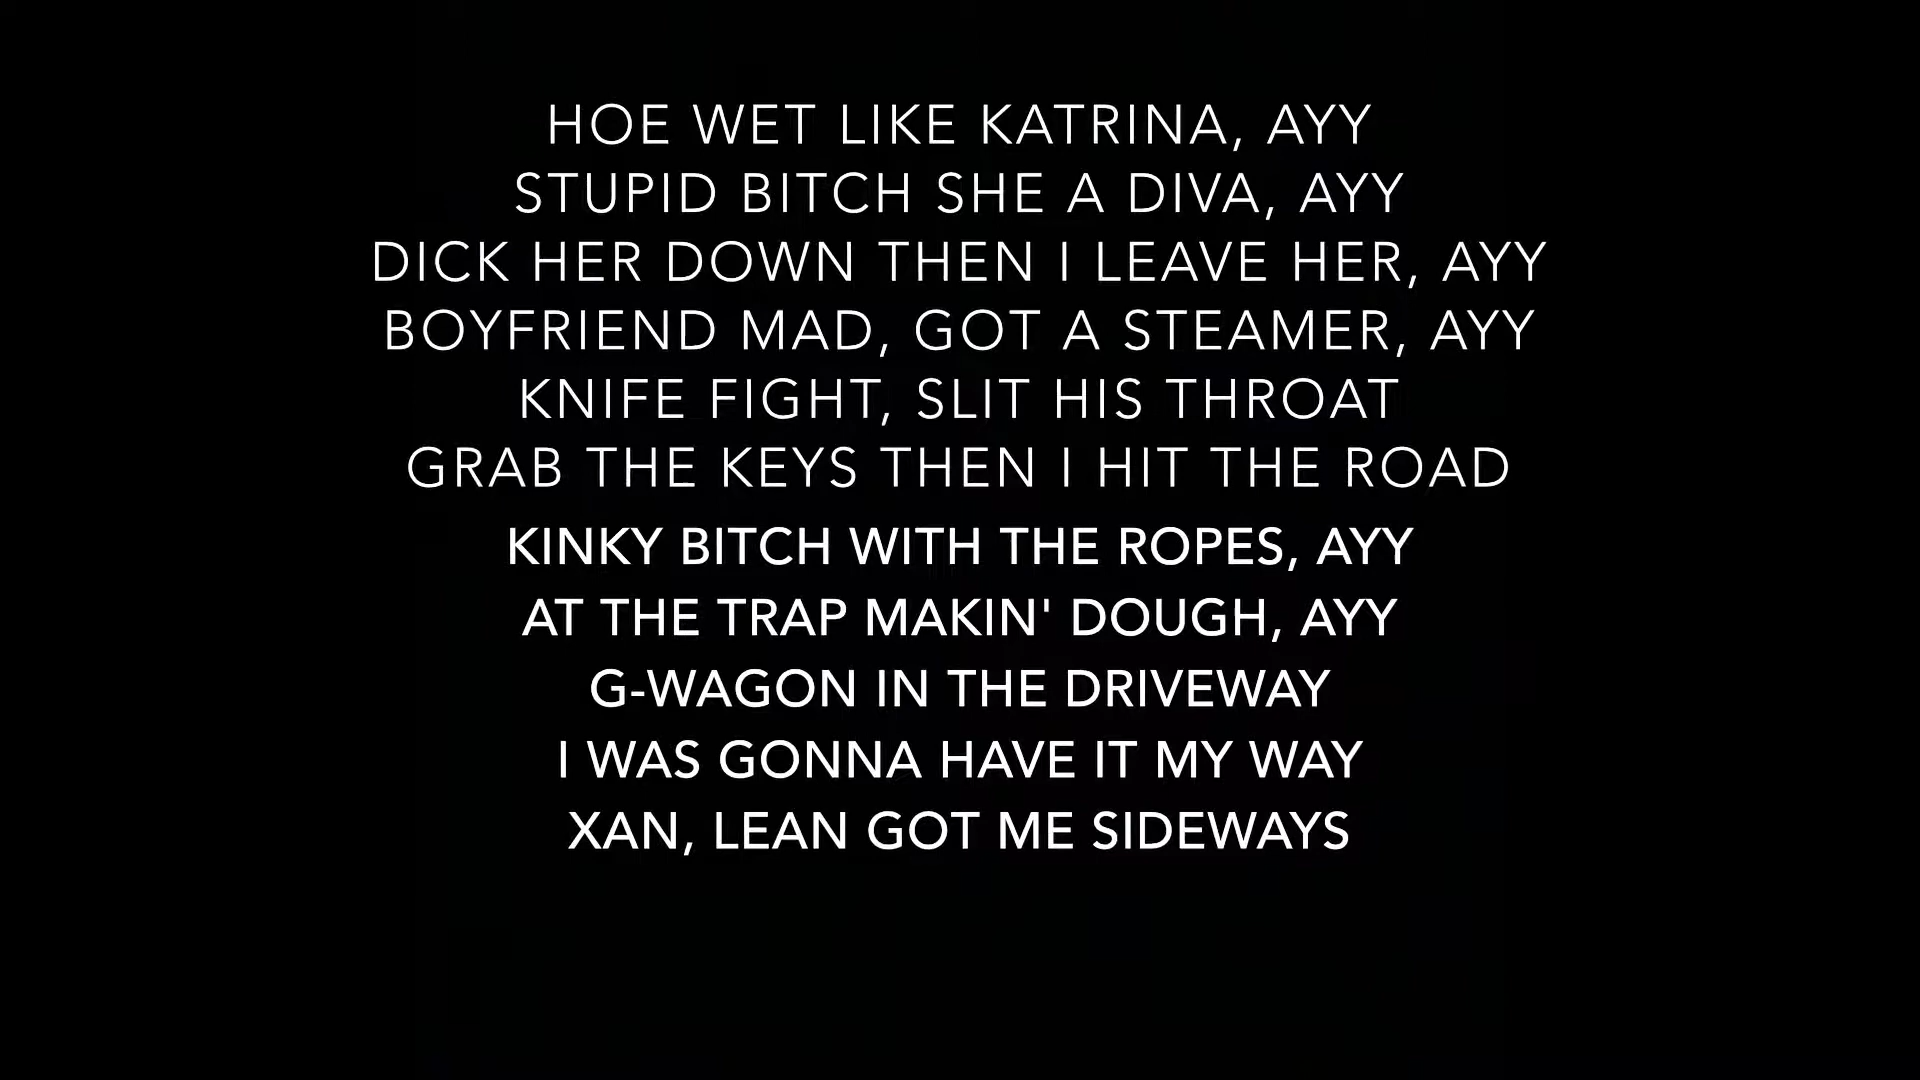 HOE WET LIKE KATRINA, AYY
STUPID BITCH SHE A DIVA, AYY
DICK HER DOWN THEN I LEAVE HER, AYY
BOYFRIEND MAD, GOT A STEAMER, AYY
KNIFE FIGHT, SLIT HIS THROAT
GRAB THE KEYS THEN I HIT THE ROAD
KINKY BITCH WITH THE ROPES, AYY
AT THE TRAP MAKIN' DOUGH, AYY
G-WAGON IN THE DRIVEWAY
I WAS GONNA HAVE IT MY WAY
XAN, LEAN GOT ME SIDEWAYS